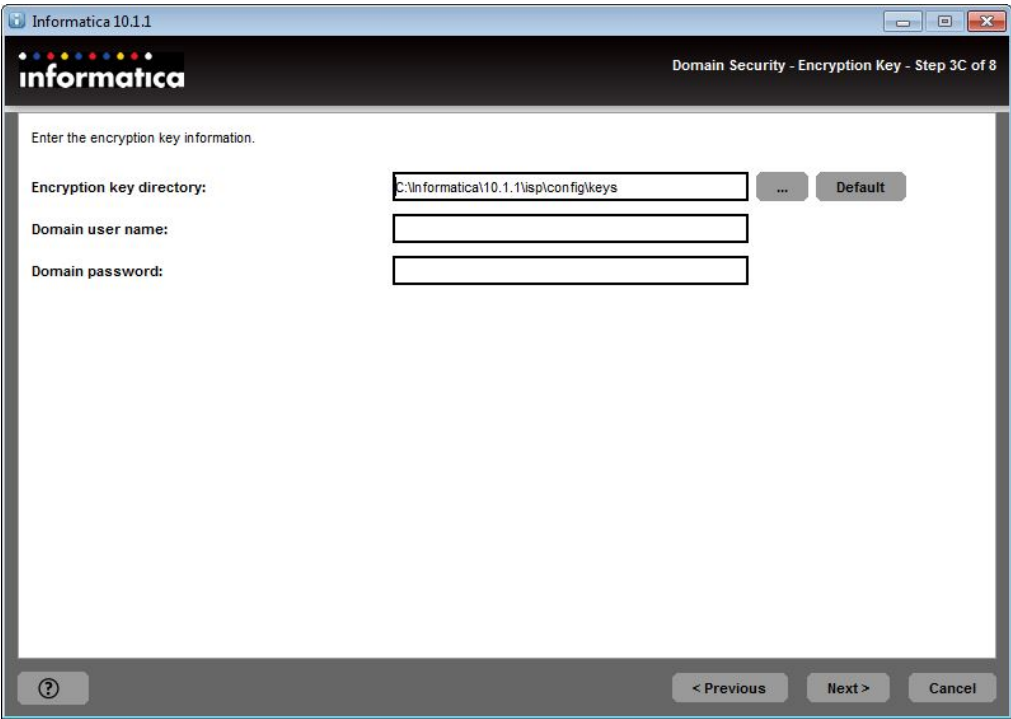 Informatica 10.1.1
informatica
Domain Security - Encryption Key - Step 3C of 8
Enter the encryption key information.
Encryption key directory: C:\Informatica\10.1.1\isp\config\keys ... Default
Domain user name:
Domain password:
? < Previous Next > Cancel